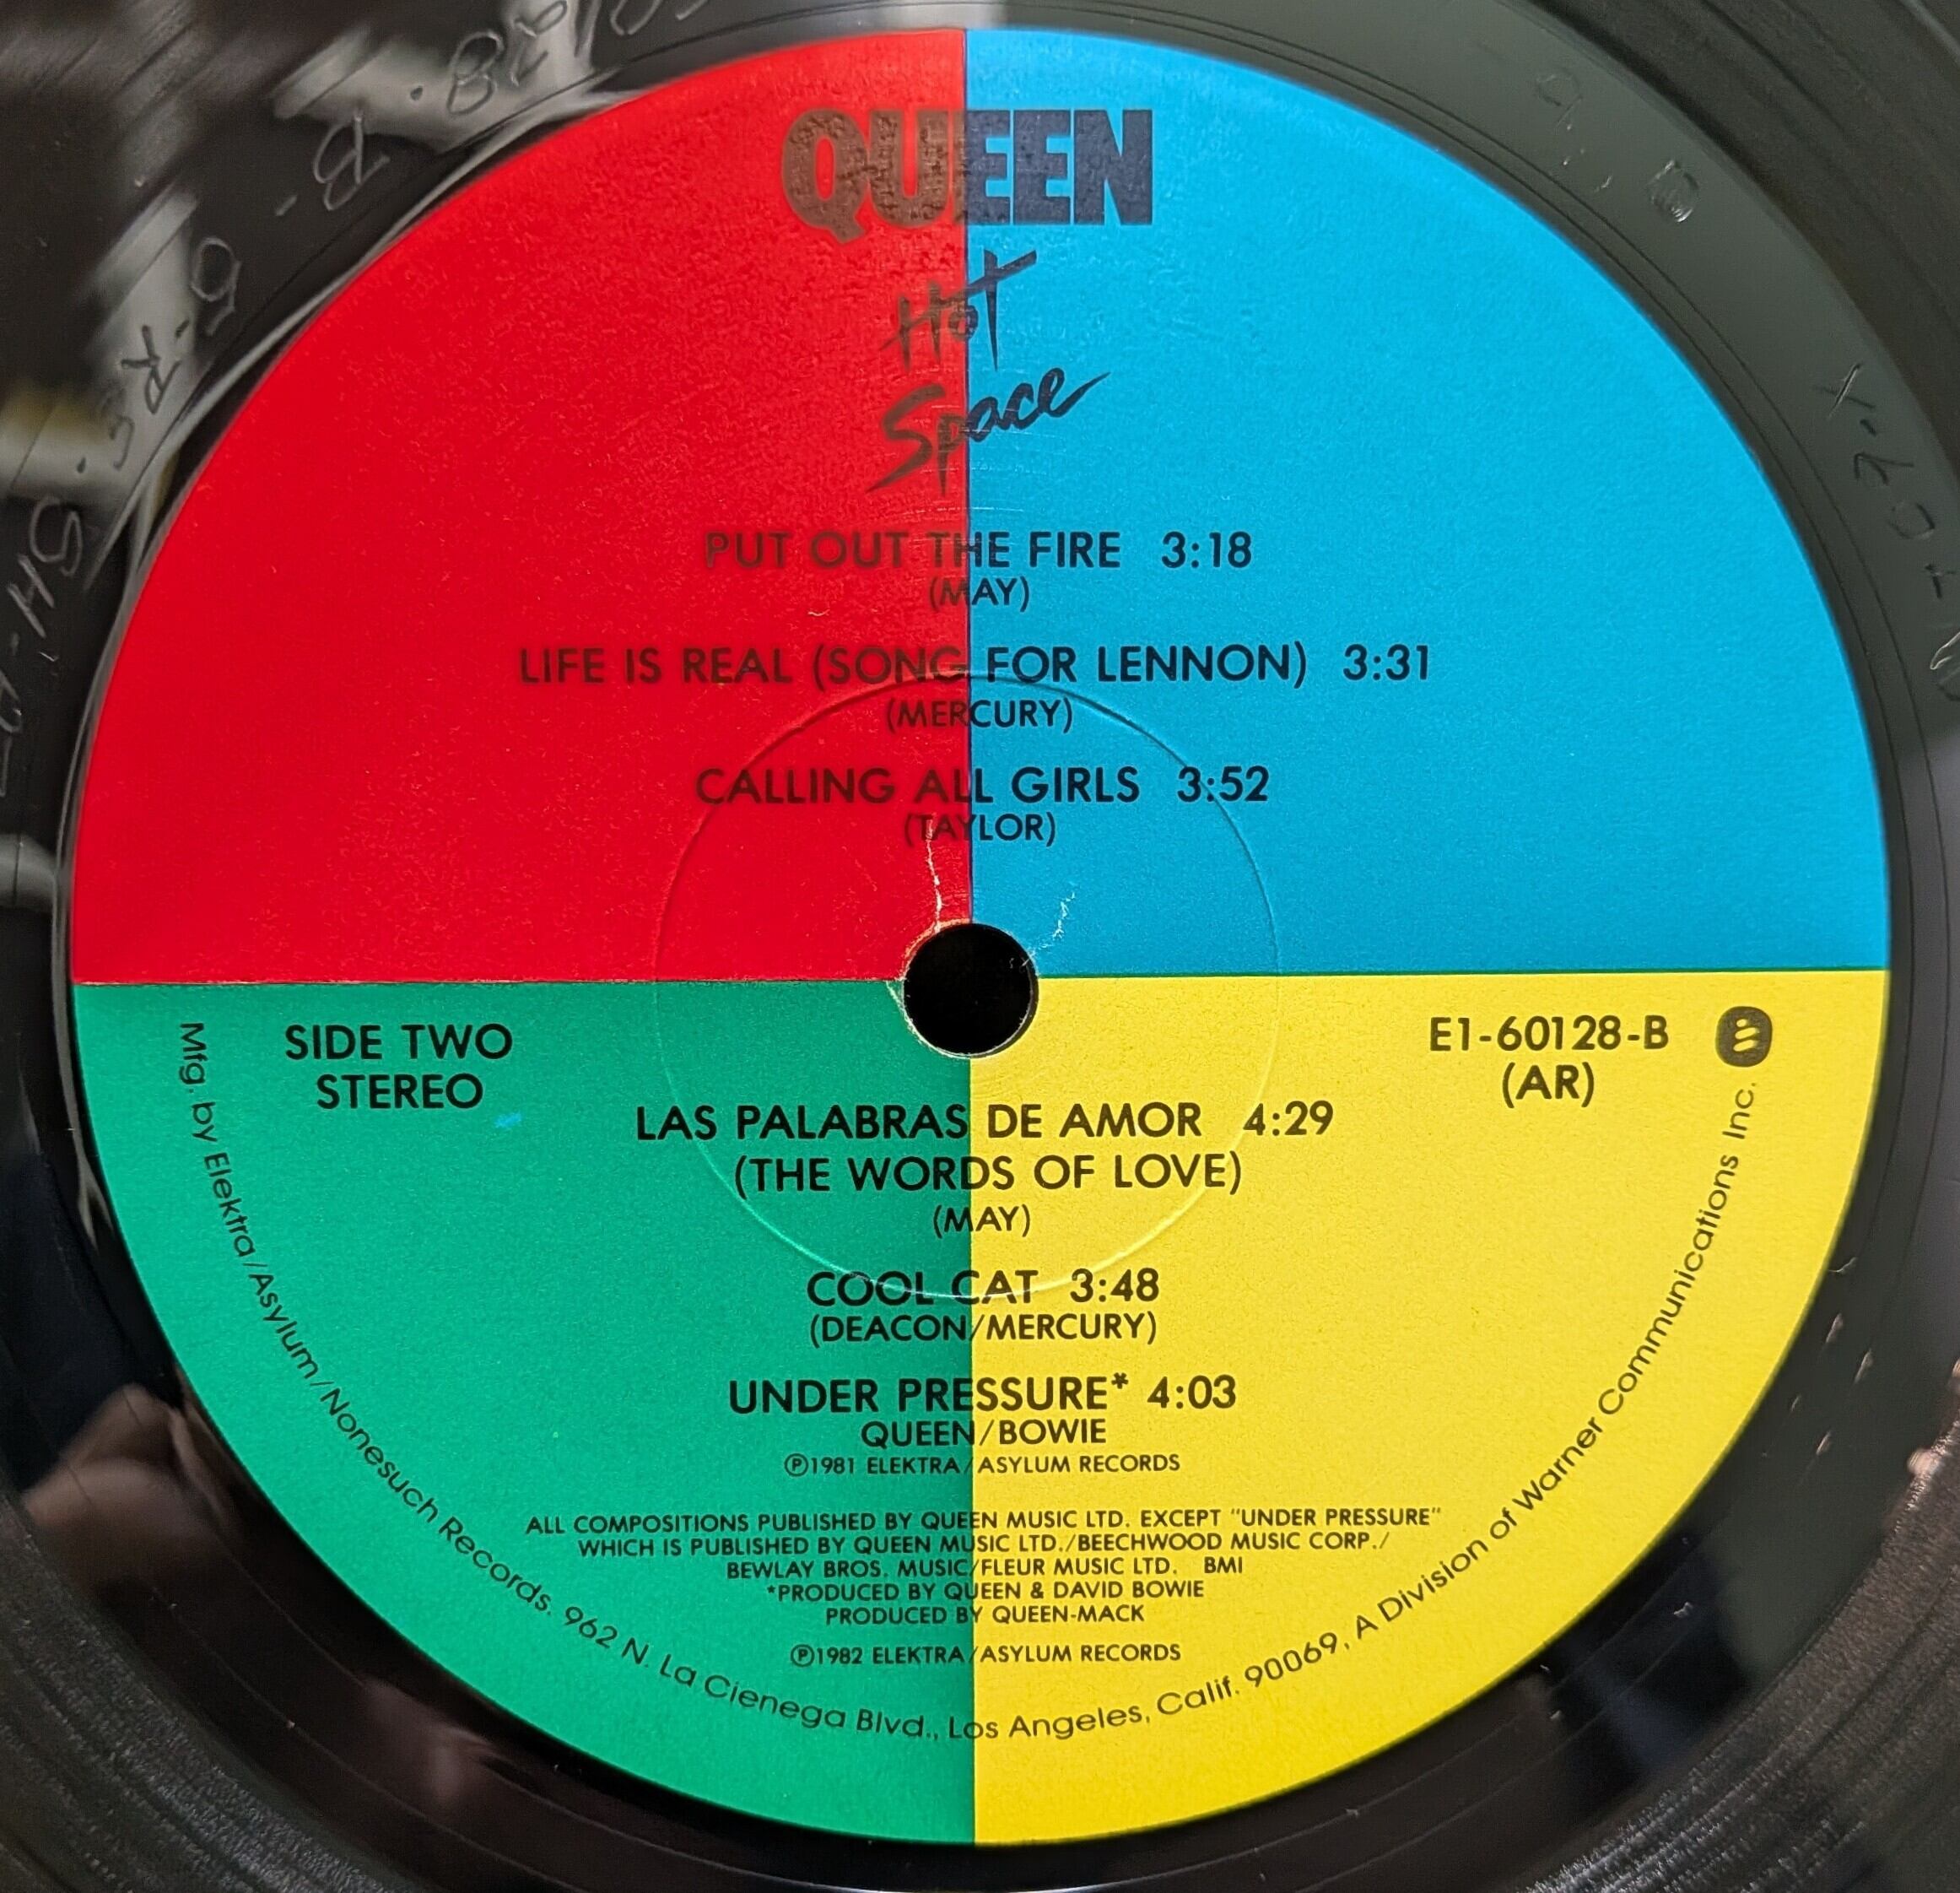 QUEEN
Hot
Space
PUT OUT THE FIRE 3:18
(MAY)
LIFE IS REAL (SONG FOR LENNON) 3:31
(MERCURY)
CALLING ALL GIRLS 3:52
(TAYLOR)
SIDE TWO
STEREO
E1-60128-B
(AR)
LAS PALABRAS DE AMOR 4:29
(THE WORDS OF LOVE)
(MAY)
COOL CAT 3:48
(DEACON/MERCURY)
UNDER PRESSURE* 4:03
QUEEN/BOWIE
Ⓟ1981 ELEKTRA/ASYLUM RECORDS
ALL COMPOSITIONS PUBLISHED BY QUEEN MUSIC LTD. EXCEPT "UNDER PRESSURE"
WHICH IS PUBLISHED BY QUEEN MUSIC LTD./BEECHWOOD MUSIC CORP./
BEWLAY BROS. MUSIC/FLEUR MUSIC LTD. BMI
*PRODUCED BY QUEEN & DAVID BOWIE
PRODUCED BY QUEEN-MACK
Ⓟ1982 ELEKTRA/ASYLUM RECORDS
Mfg. by Elektra/Asylum/Nonesuch Records. 962 N. La Cienega Blvd., Los Angeles, Calif. 90069, A Division of Warner Communications Inc.